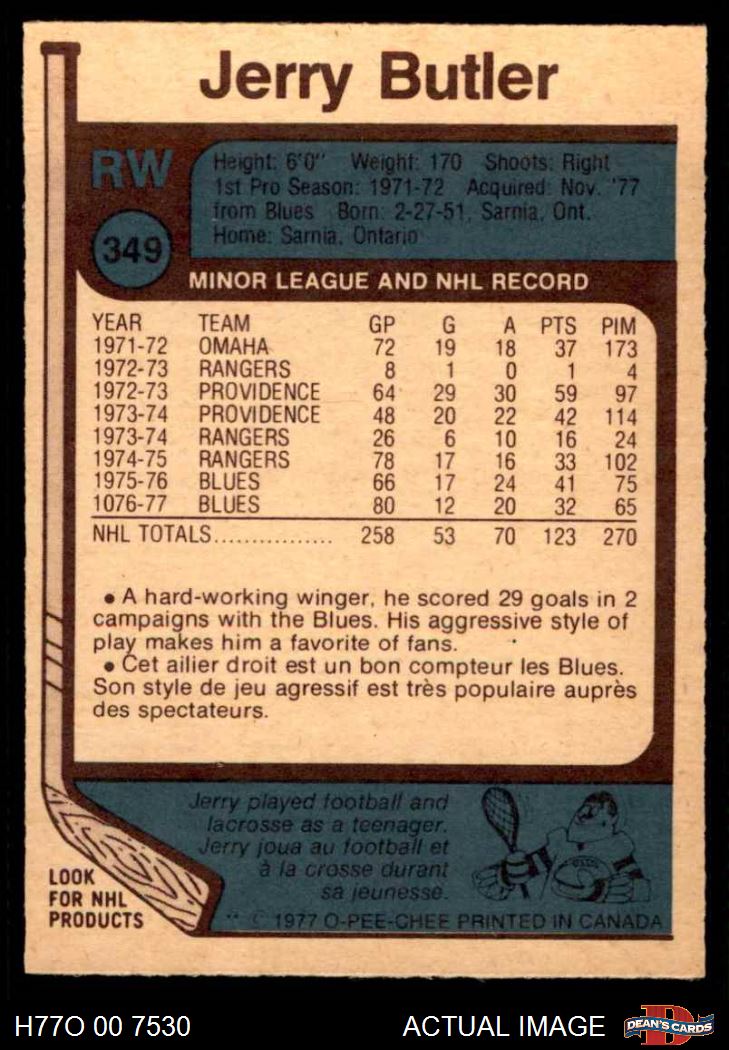 Jerry Butler
RW
Height: 6'0" Weight: 170 Shoots: Right
1st Pro Season: 1971-72 Acquired: Nov. '77
from Blues Born: 2-27-51, Sarnia, Ont.
Home: Sarnia, Ontario
349
MINOR LEAGUE AND NHL RECORD
YEAR TEAM GP G A PTS PIM
1971-72 OMAHA 72 19 18 37 173
1972-73 RANGERS 8 1 0 1 4
1972-73 PROVIDENCE 64 29 30 59 97
1973-74 PROVIDENCE 48 20 22 42 114
1973-74 RANGERS 26 6 10 16 24
1974-75 RANGERS 78 17 16 33 102
1975-76 BLUES 66 17 24 41 75
1076-77 BLUES 80 12 20 32 65
NHL TOTALS................ 258 53 70 123 270
• A hard-working winger, he scored 29 goals in 2
campaigns with the Blues. His aggressive style of
play makes him a favorite of fans.
• Cet ailier droit est un bon compteur les Blues.
Son style de jeu agressif est très populaire auprès
des spectateurs.
Jerry played football and
lacrosse as a teenager.
Jerry joua au football et
à la crosse durant
sa jeunesse.
LOOK
FOR NHL
PRODUCTS
** © 1977 O-PEE-CHEE PRINTED IN CANADA
H77O 00 7530 ACTUAL IMAGE
D
DEAN'S CARDS